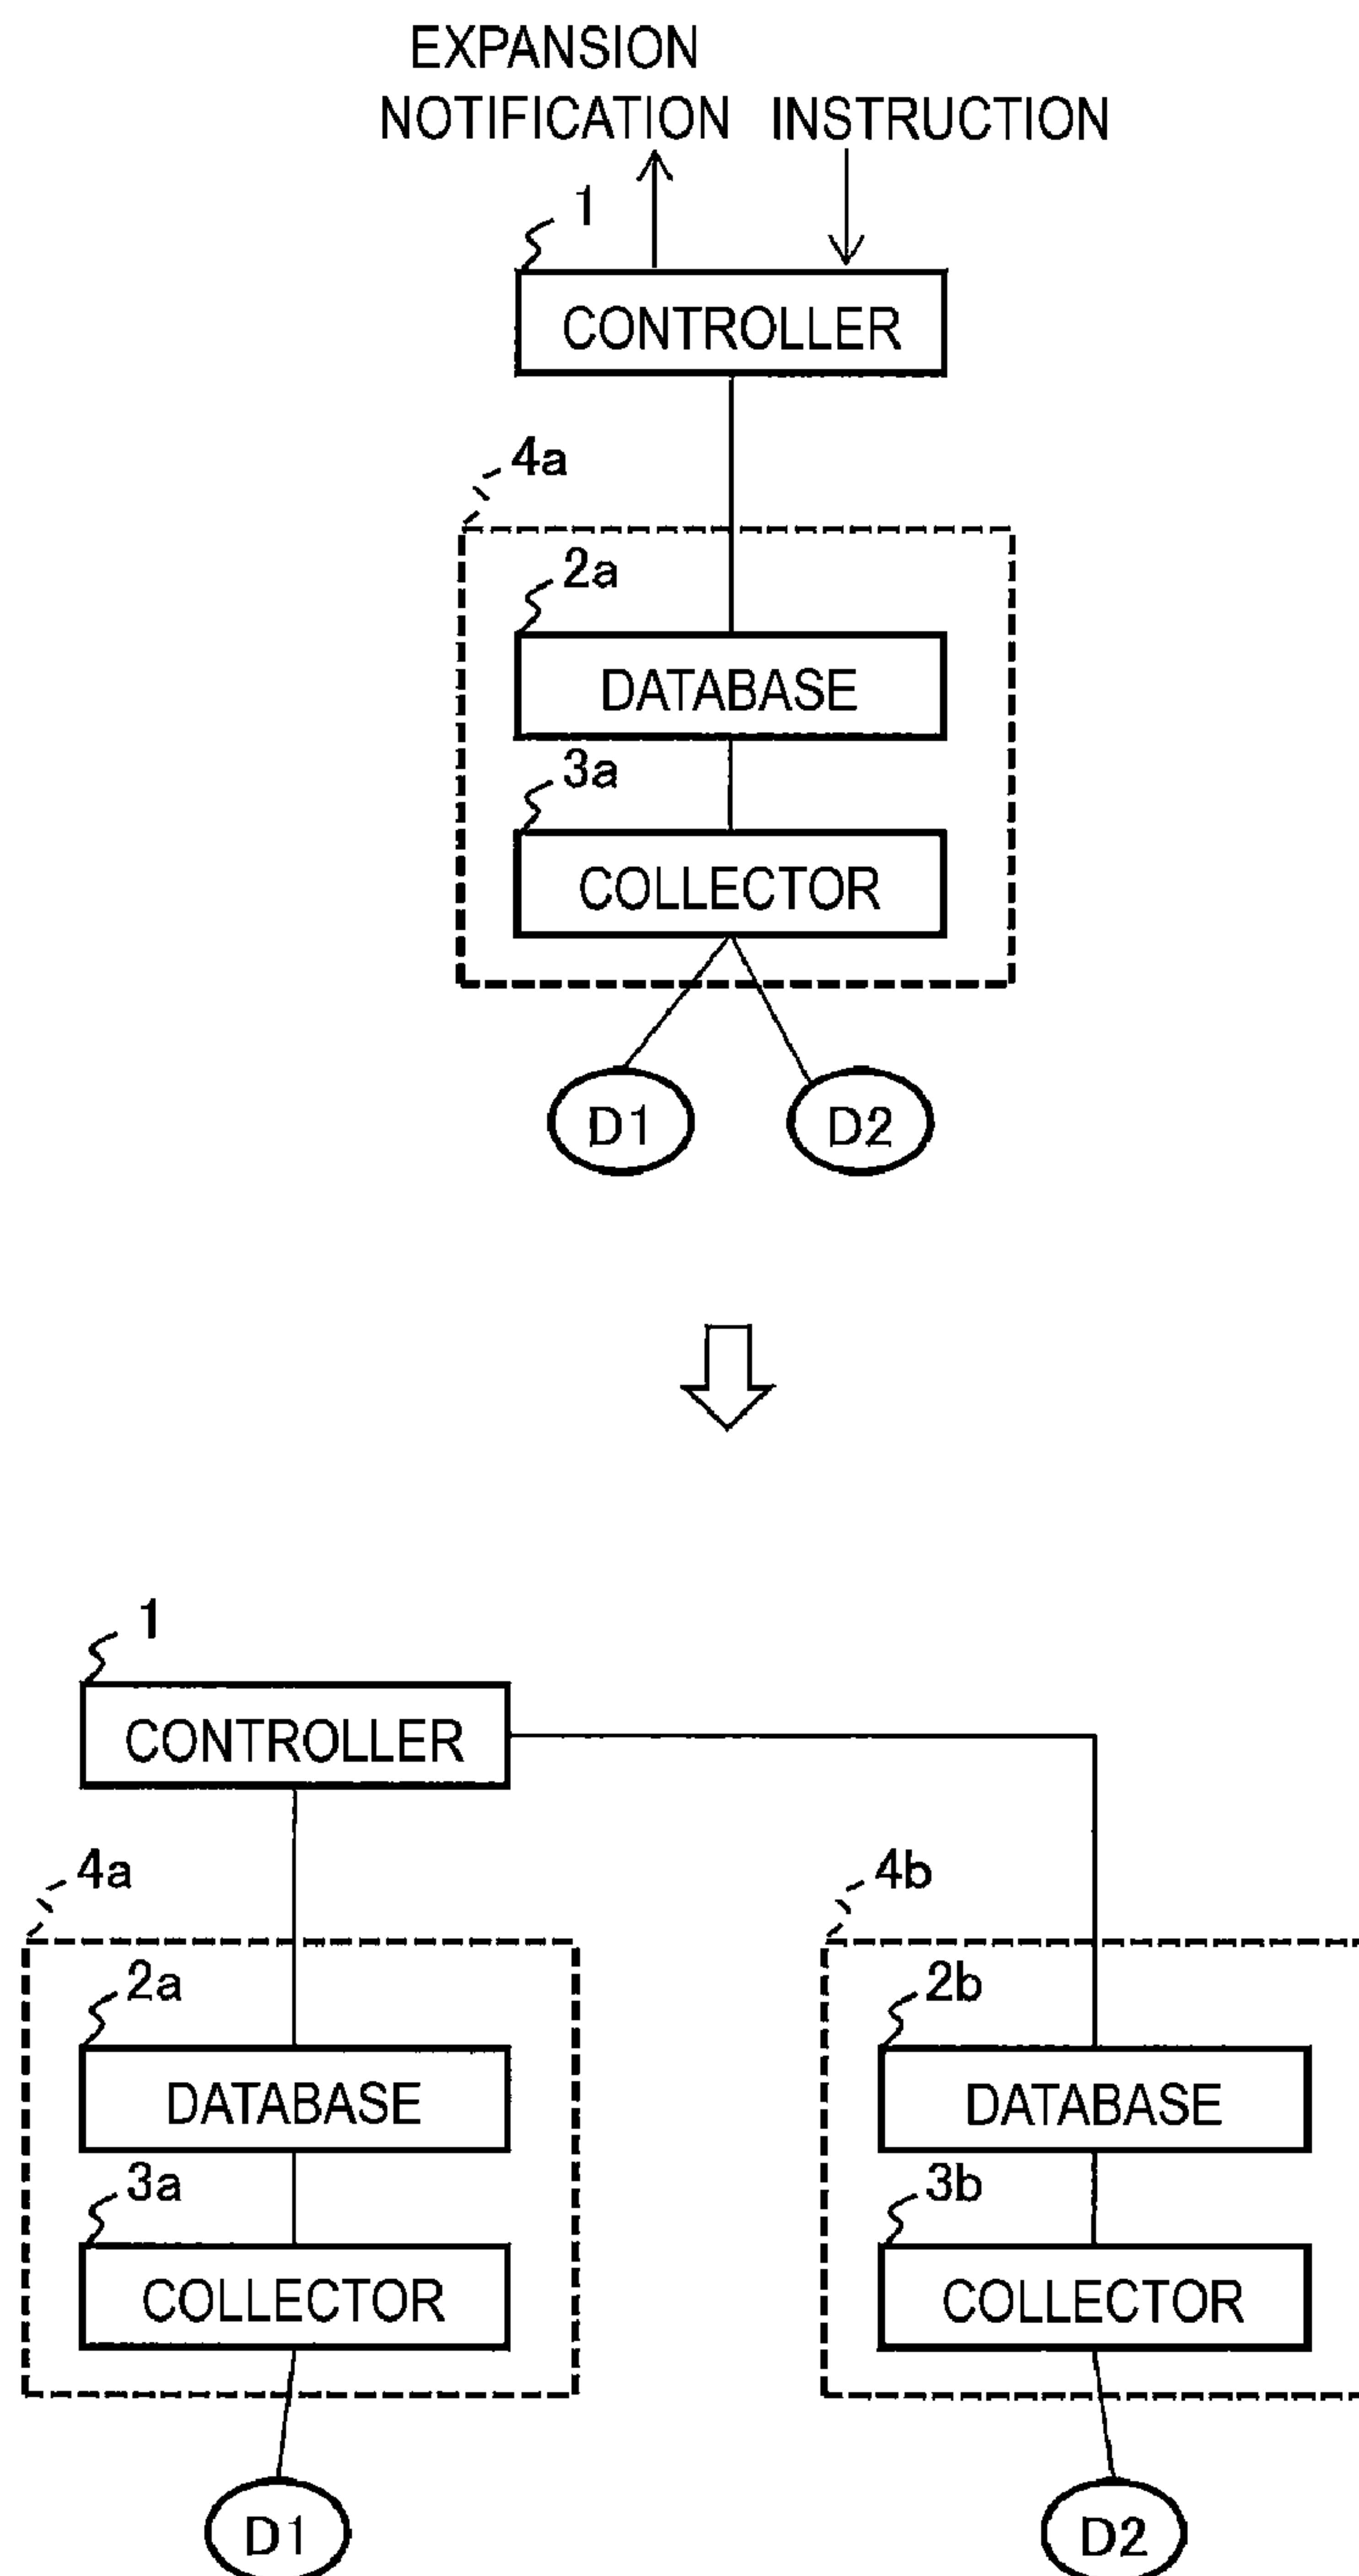 EXPANSION
NOTIFICATION INSTRUCTION
1
CONTROLLER
4a
2a
DATABASE
3a
COLLECTOR
D1 D2
1
CONTROLLER
4a 4b
2a 2b
DATABASE DATABASE
3a 3b
COLLECTOR COLLECTOR
D1 D2